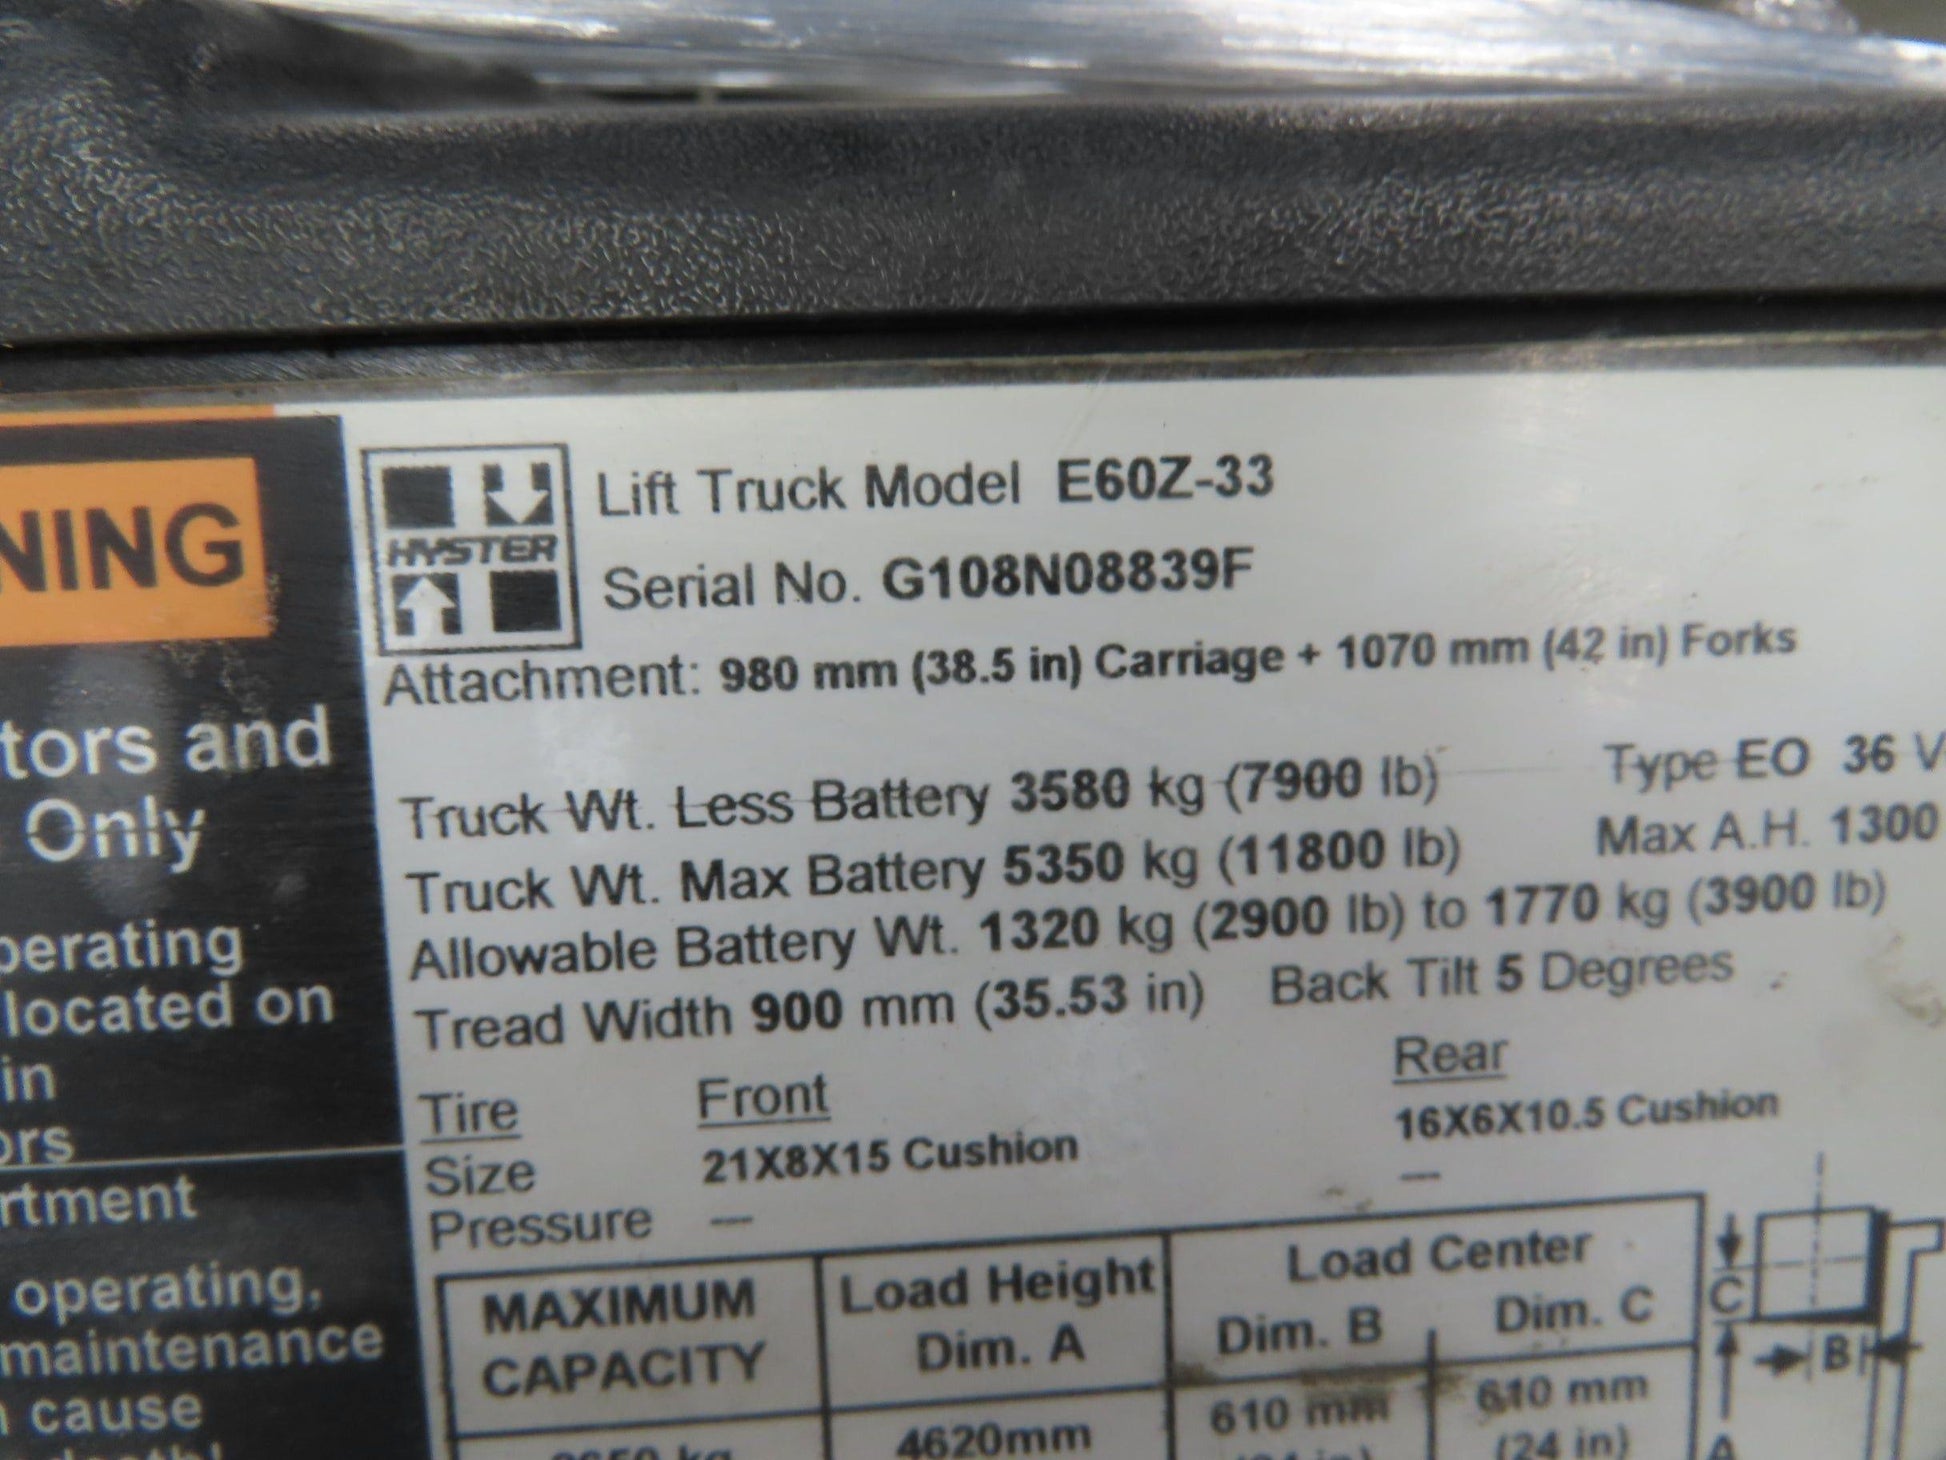 NING
tors and
Only
perating
located on
in
ors
rtment
operating,
maintenance
cause
HYSTER
Lift Truck Model E60Z-33
Serial No. G108N08839F
Attachment: 980 mm (38.5 in) Carriage + 1070 mm (42 in) Forks
Truck Wt. Less Battery 3580 kg (7900 lb) Type EO 36 V
Truck Wt. Max Battery 5350 kg (11800 lb) Max A.H. 1300
Allowable Battery Wt. 1320 kg (2900 lb) to 1770 kg (3900 lb)
Tread Width 900 mm (35.53 in) Back Tilt 5 Degrees
Tire Front Rear
Size 21X8X15 Cushion 16X6X10.5 Cushion
Pressure — —
MAXIMUM CAPACITY
Load Height
Dim. A
Load Center
Dim. B Dim. C
4620mm
610 mm 610 mm
(24 in)
C
B
A